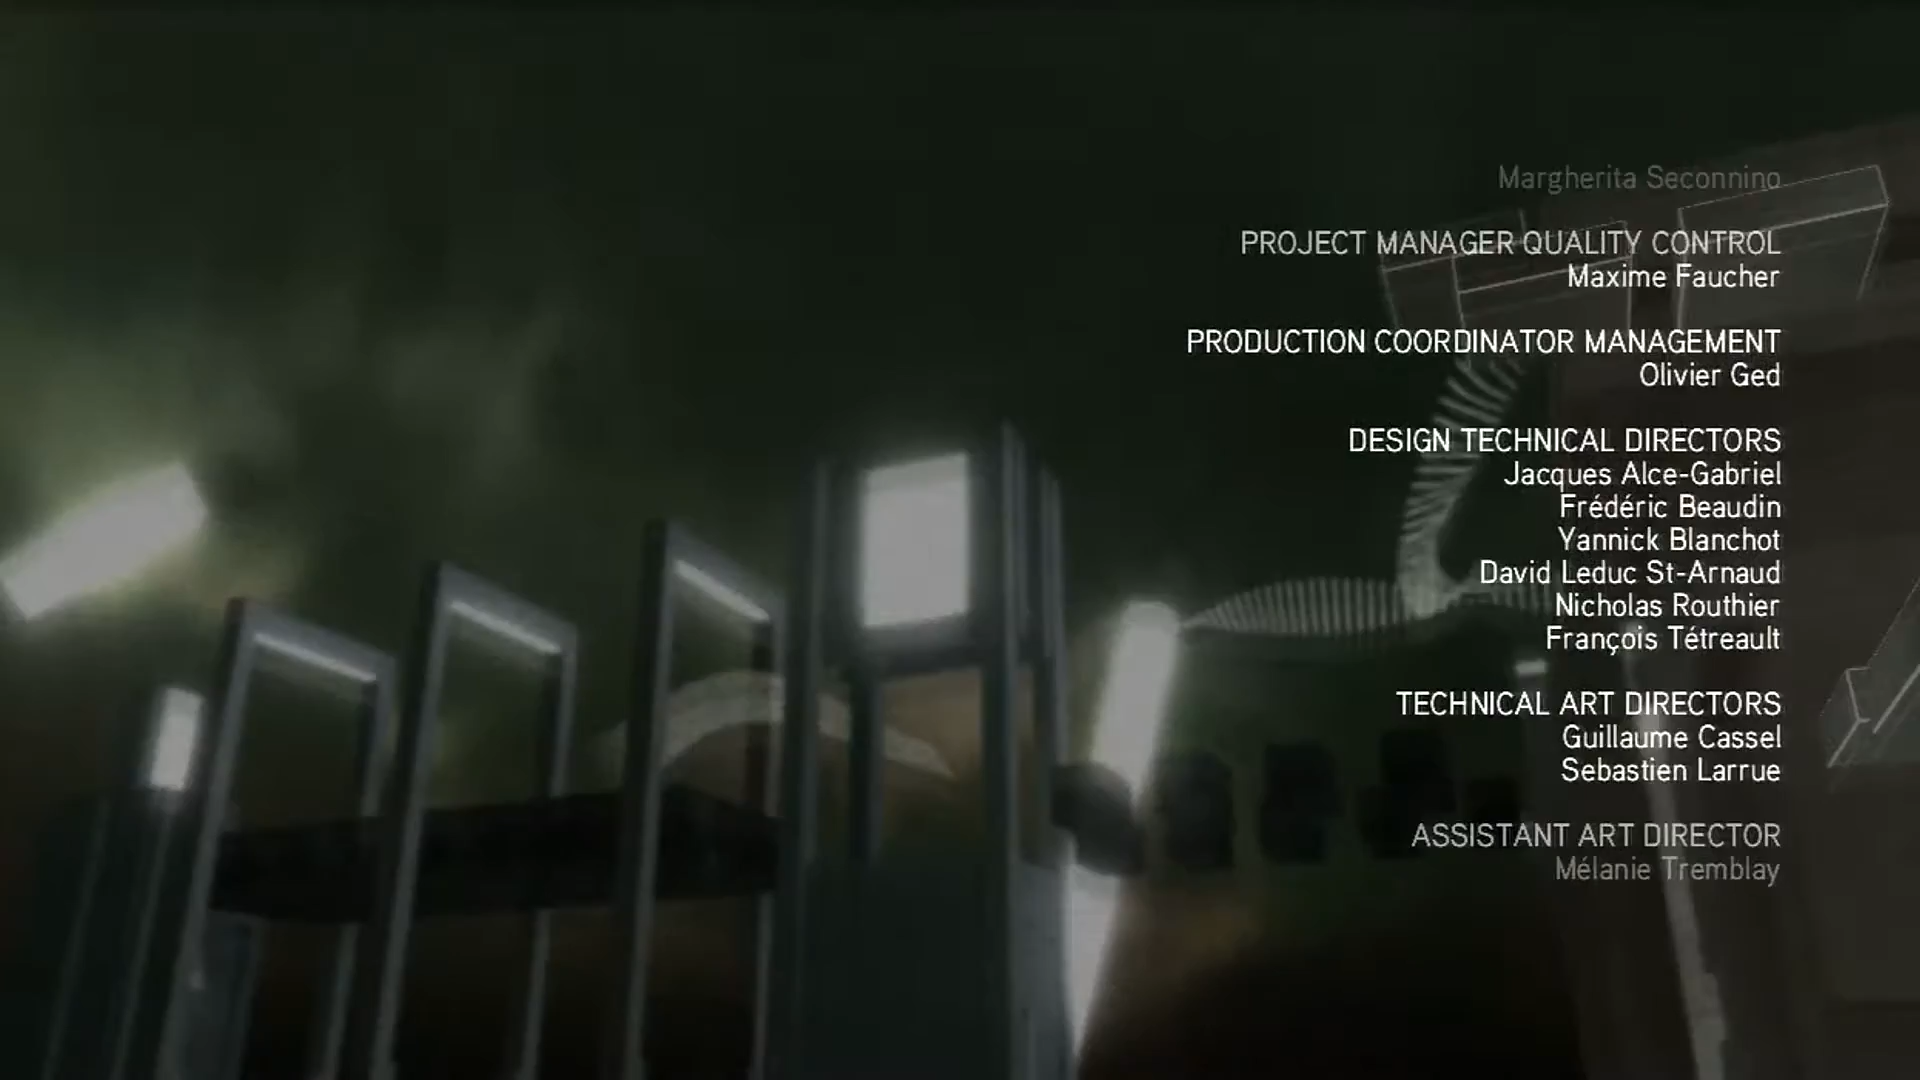 Margherita Seconnino
PROJECT MANAGER QUALITY CONTROL
Maxime Faucher
PRODUCTION COORDINATOR MANAGEMENT
Olivier Ged
DESIGN TECHNICAL DIRECTORS
Jacques Alce-Gabriel
Frédéric Beaudin
Yannick Blanchot
David Leduc St-Arnaud
Nicholas Routhier
François Tétreault
TECHNICAL ART DIRECTORS
Guillaume Cassel
Sebastien Larrue
ASSISTANT ART DIRECTOR
Mélanie Tremblay